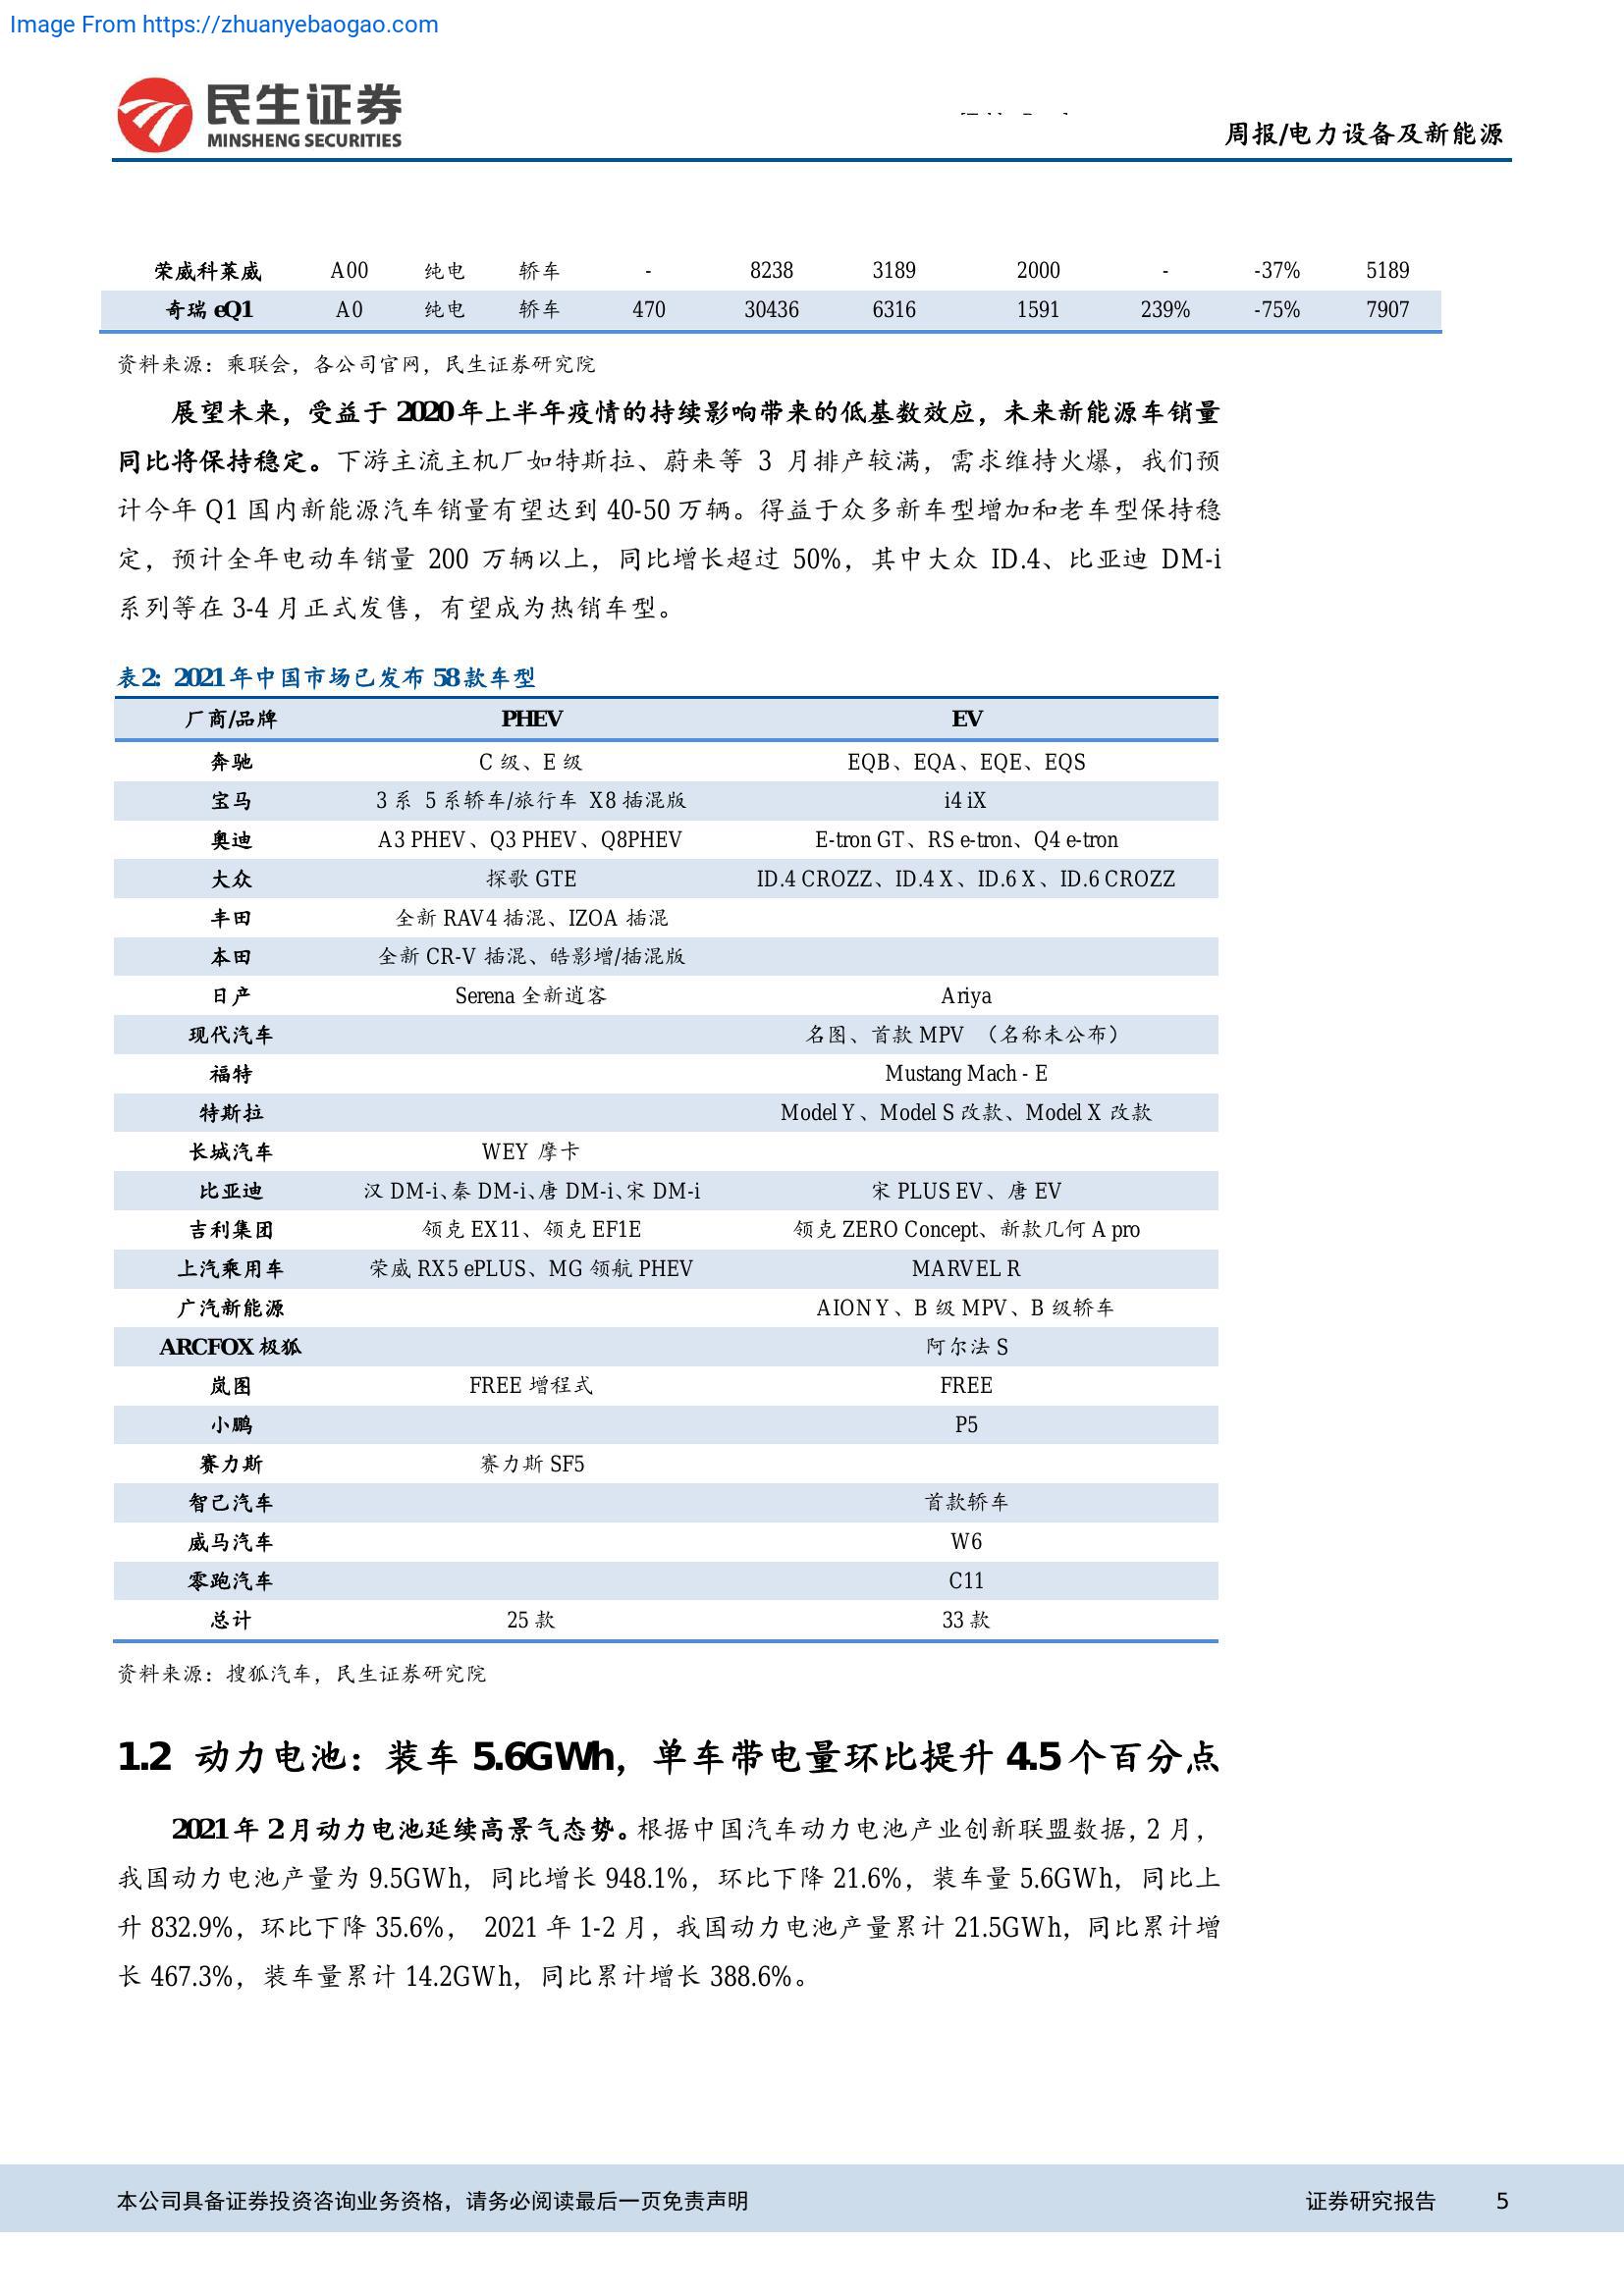 Image From https://zhuanyebaogao.com
民生证券
MINSHENG SECURITIES
周报/电力设备及新能源
荣威科莱威 A00 纯电 轿车 - 8238 3189 2000 - -37% 5189
奇瑞 eQ1 A0 纯电 轿车 470 30436 6316 1591 239% -75% 7907
资料来源：乘联会，各公司官网，民生证券研究院
展望未来，受益于 2020 年上半年疫情的持续影响带来的低基数效应，未来新能源车销量
同比将保持稳定。下游主流主机厂如特斯拉、蔚来等 3 月排产较满，需求维持火爆，我们预
计今年 Q1 国内新能源汽车销量有望达到 40-50 万辆。得益于众多新车型增加和老车型保持稳
定，预计全年电动车销量 200 万辆以上，同比增长超过 50%，其中大众 ID.4、比亚迪 DM-i
系列等在 3-4 月正式发售，有望成为热销车型。
表 2：2021 年中国市场已发布 58 款车型
厂商/品牌 PHEV EV
奔驰 C 级、E 级 EQB、EQA、EQE、EQS
宝马 3 系 5 系轿车/旅行车 X8 插混版 i4 iX
奥迪 A3 PHEV、Q3 PHEV、Q8PHEV E-tron GT、RS e-tron、Q4 e-tron
大众 探歌 GTE ID.4 CROZZ、ID.4 X、ID.6 X、ID.6 CROZZ
丰田 全新 RAV4 插混、IZOA 插混
本田 全新 CR-V 插混、皓影增/插混版
日产 Serena 全新逍客 Ariya
现代汽车 名图、首款 MPV （名称未公布）
福特 Mustang Mach - E
特斯拉 Model Y、Model S 改款、Model X 改款
长城汽车 WEY 摩卡
比亚迪 汉 DM-i、秦 DM-i、唐 DM-i、宋 DM-i 宋 PLUS EV、唐 EV
吉利集团 领克 EX11、领克 EF1E 领克 ZERO Concept、新款几何 A pro
上汽乘用车 荣威 RX5 ePLUS、MG 领航 PHEV MARVEL R
广汽新能源 AION Y、B 级 MPV、B 级轿车
ARCFOX 极狐 阿尔法 S
岚图 FREE 增程式 FREE
小鹏 P5
赛力斯 赛力斯 SF5
智己汽车 首款轿车
威马汽车 W6
零跑汽车 C11
总计 25 款 33 款
资料来源：搜狐汽车，民生证券研究院
1.2 动力电池：装车 5.6GWh，单车带电量环比提升 4.5 个百分点
2021 年 2 月动力电池延续高景气态势。根据中国汽车动力电池产业创新联盟数据，2 月，
我国动力电池产量为 9.5GWh，同比增长 948.1%，环比下降 21.6%，装车量 5.6GWh，同比上
升 832.9%，环比下降 35.6%， 2021 年 1-2 月，我国动力电池产量累计 21.5GWh，同比累计增
长 467.3%，装车量累计 14.2GWh，同比累计增长 388.6%。
本公司具备证券投资咨询业务资格，请务必阅读最后一页免责声明 证券研究报告 5